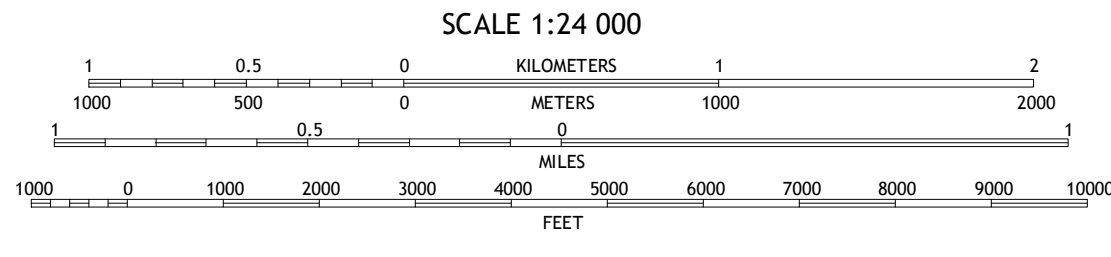 SCALE 1:24 000
1 0.5 0 KILOMETERS 1 2
1000 500 0 METERS 1000 2000
1 0.5 0 1
MILES
1000 0 1000 2000 3000 4000 5000 6000 7000 8000 9000 10000
FEET